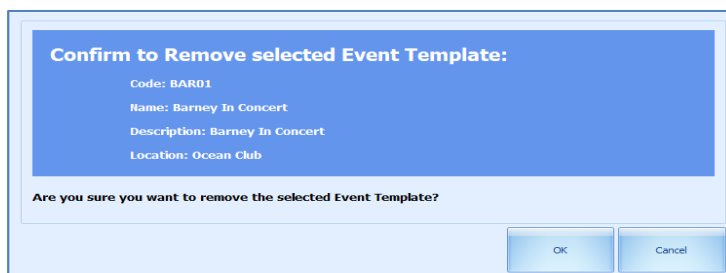 Confirm to Remove selected Event Template:
Code: BAR01
Name: Barney In Concert
Description: Barney In Concert
Location: Ocean Club
Are you sure you want to remove the selected Event Template?
OK Cancel